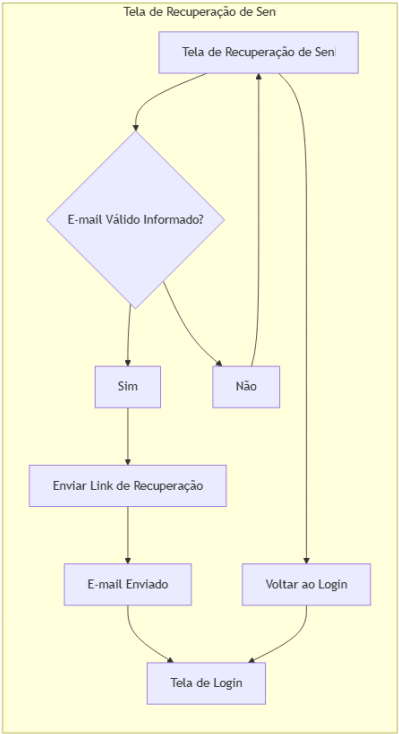 Tela de Recuperação de Sen
Tela de Recuperação de Sen
E-mail Válido Informado?
Sim
Não
Enviar Link de Recuperação
E-mail Enviado
Voltar ao Login
Tela de Login